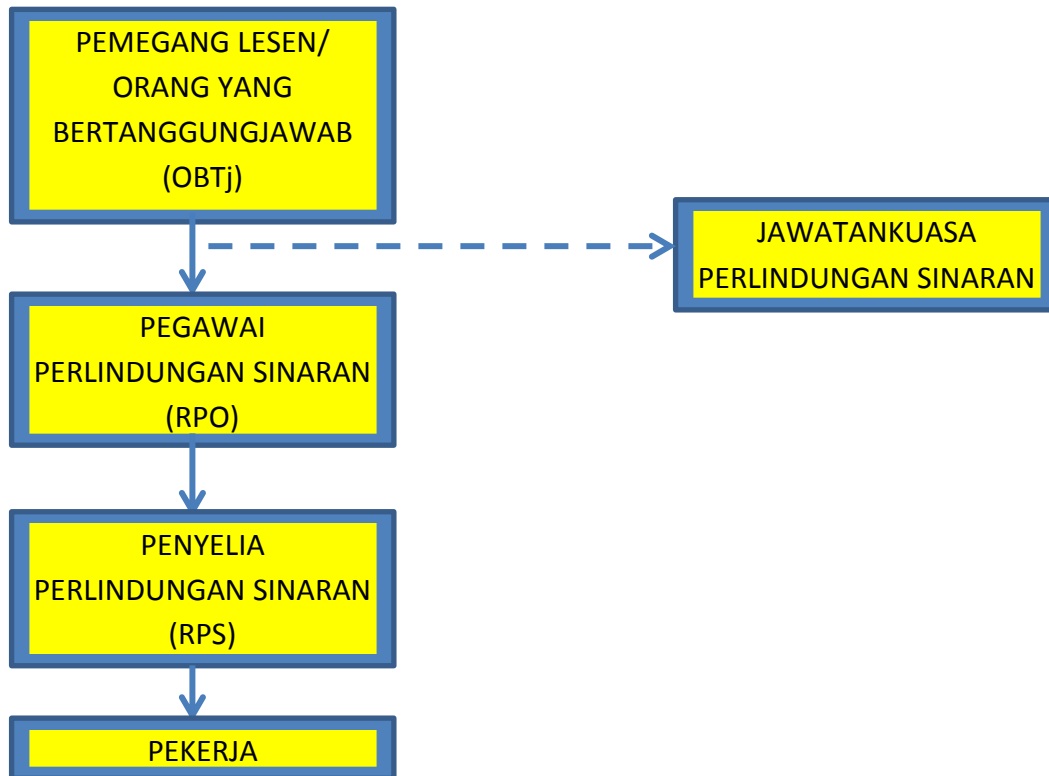 PEMEGANG LESEN/
ORANG YANG
BERTANGGUNGJAWAB
(OBTj)
JAWATANKUASA
PERLINDUNGAN SINARAN
PEGAWAI
PERLINDUNGAN SINARAN
(RPO)
PENYELIA
PERLINDUNGAN SINARAN
(RPS)
PEKERJA